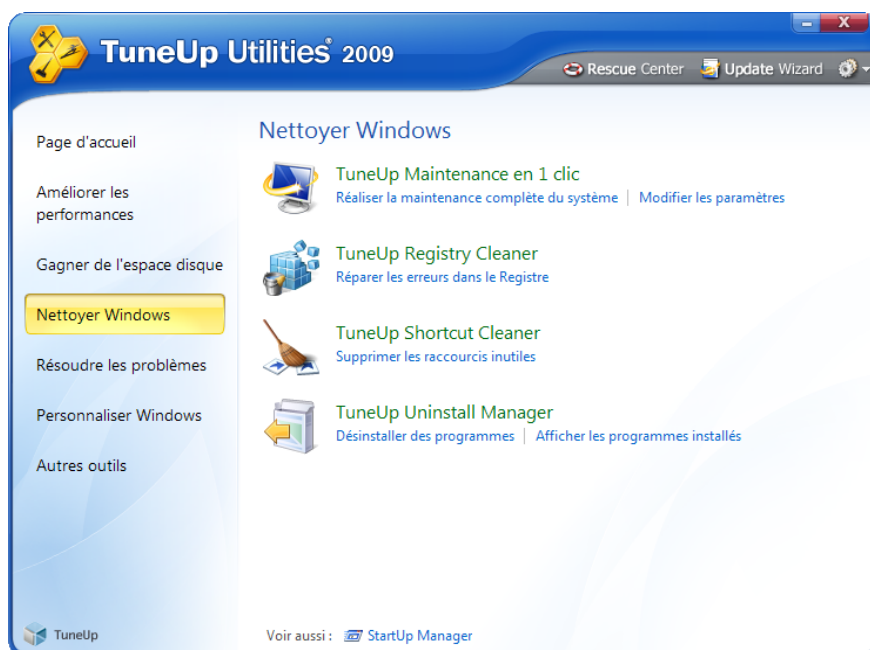 TuneUp Utilities® 2009
Rescue Center
Update Wizard
Page d'accueil
Améliorer les
performances
Gagner de l'espace disque
Nettoyer Windows
Résoudre les problèmes
Personnaliser Windows
Autres outils
TuneUp
Nettoyer Windows
TuneUp Maintenance en 1 clic
Réaliser la maintenance complète du système | Modifier les paramètres
TuneUp Registry Cleaner
Réparer les erreurs dans le Registre
TuneUp Shortcut Cleaner
Supprimer les raccourcis inutiles
TuneUp Uninstall Manager
Désinstaller des programmes | Afficher les programmes installés
Voir aussi : StartUp Manager